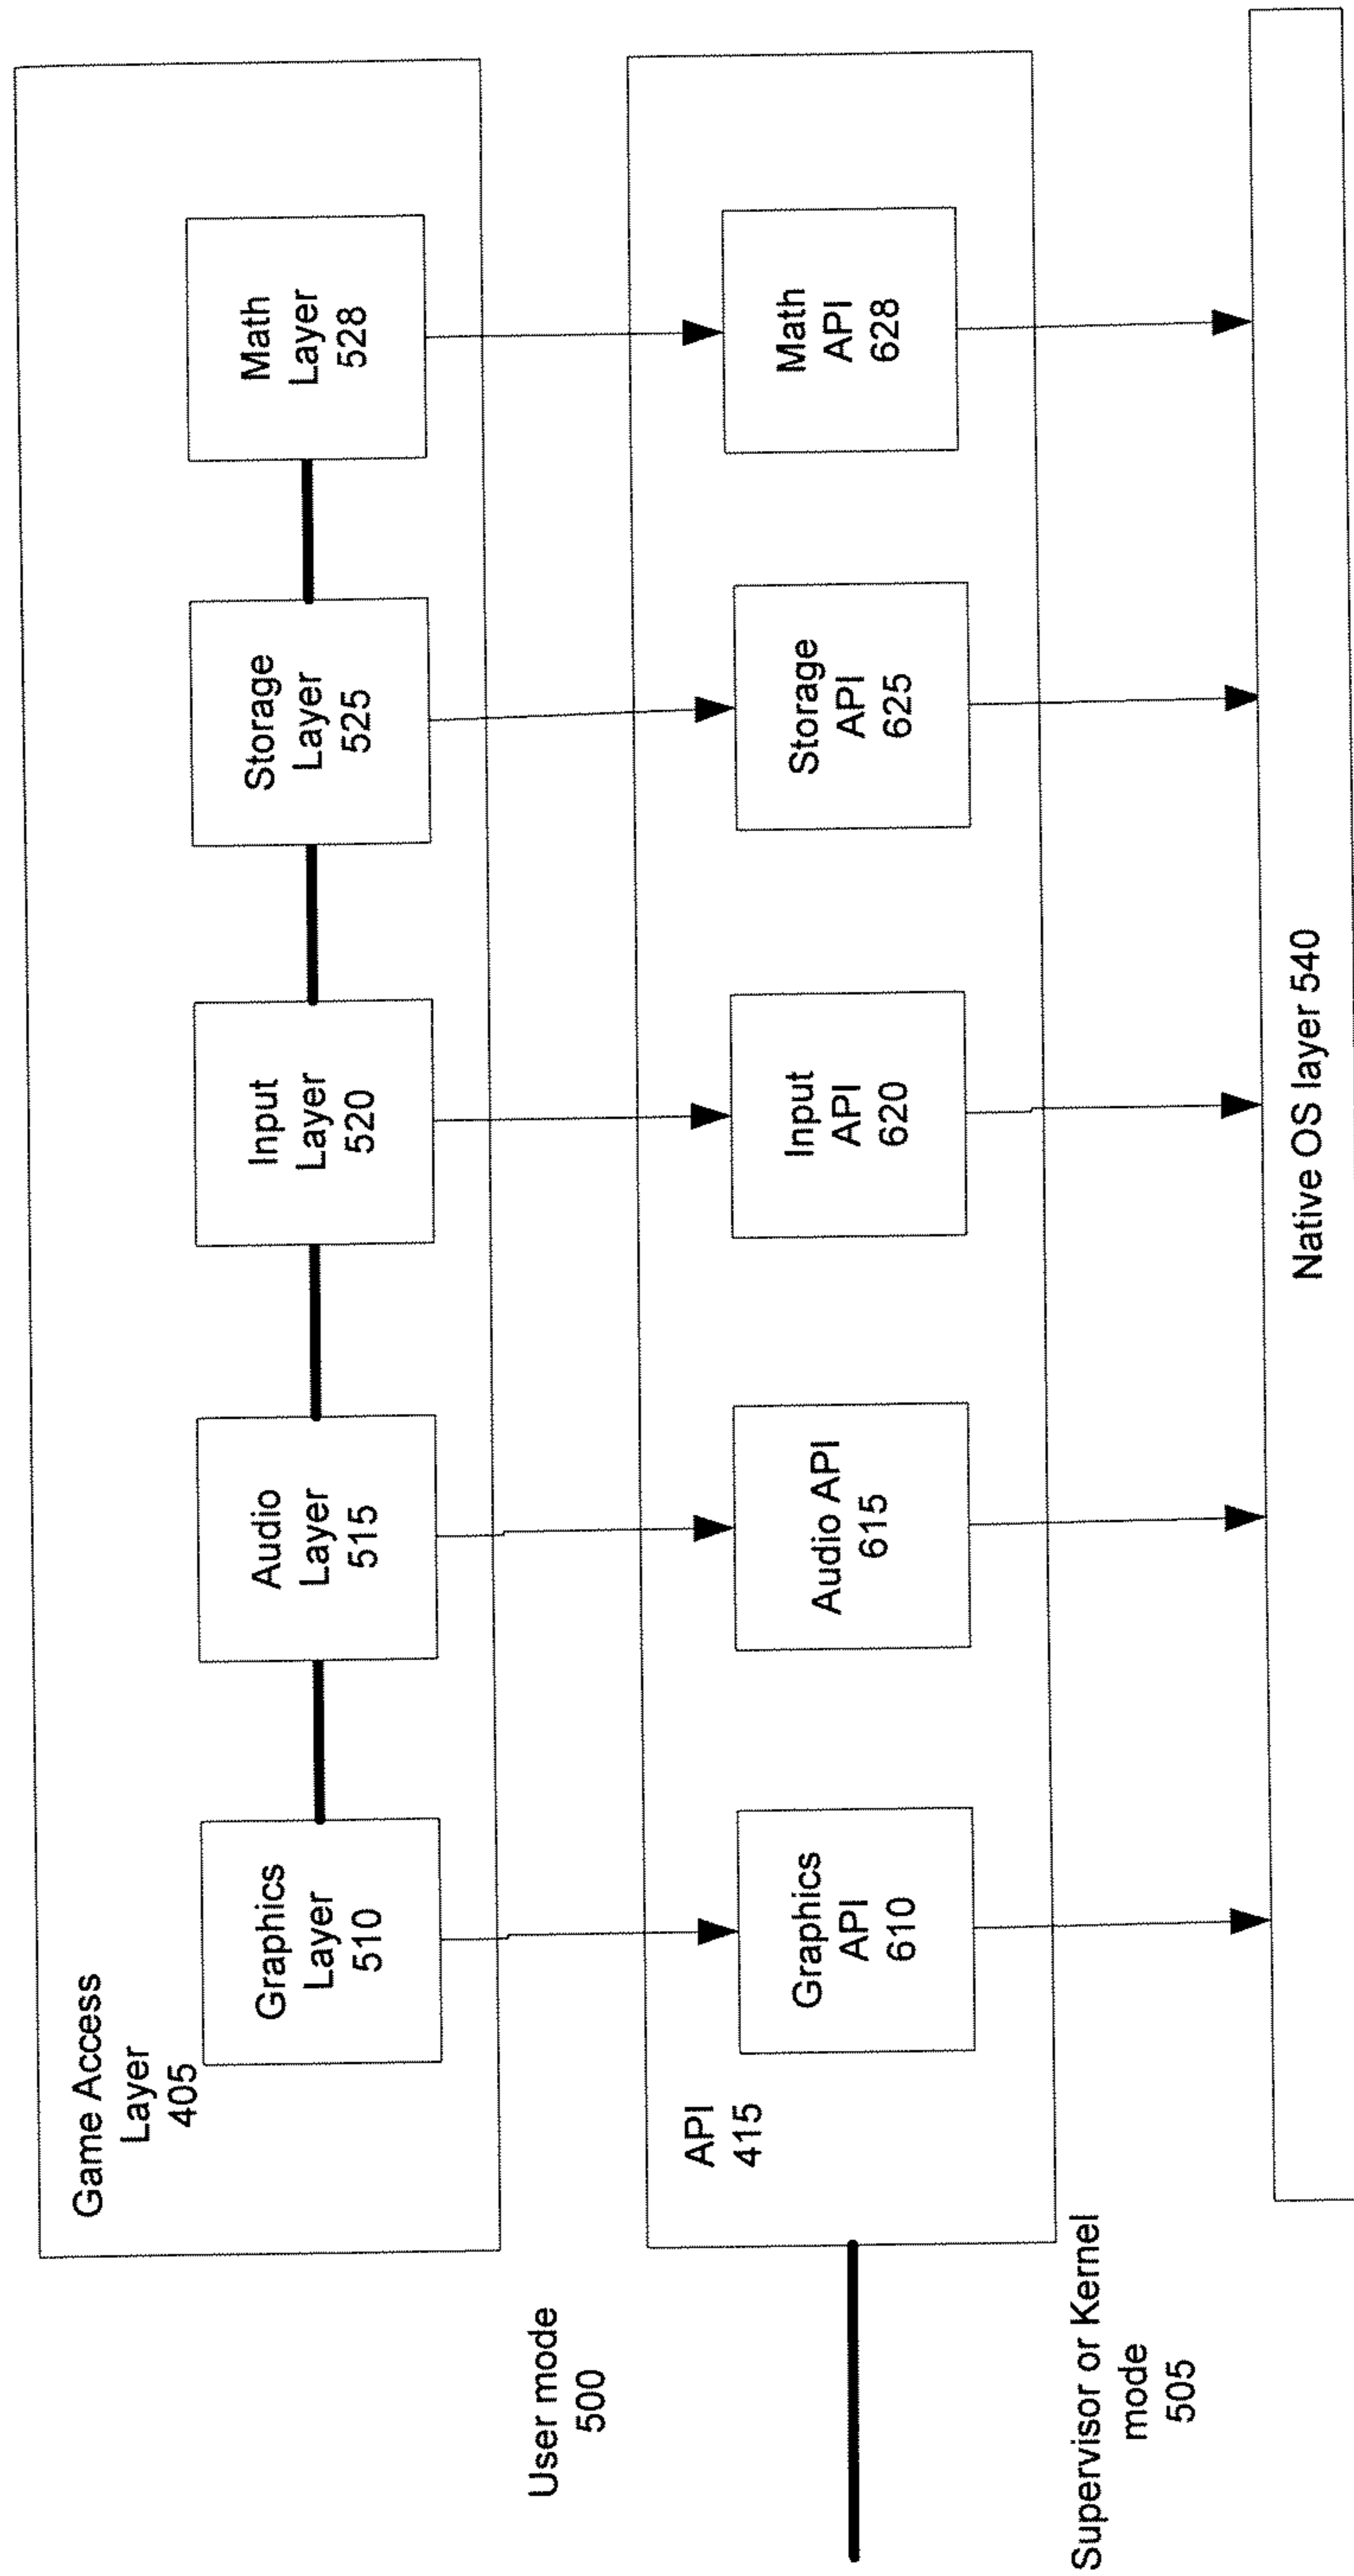 Game Access
Layer
405
Graphics
Layer
510
Audio
Layer
515
Input
Layer
520
Storage
Layer
525
Math
Layer
528
User mode
500
API
415
Graphics
API
610
Audio API
615
Input
API
620
Storage
API
625
Math
API
628
Supervisor or Kernel
mode
505
Native OS layer 540